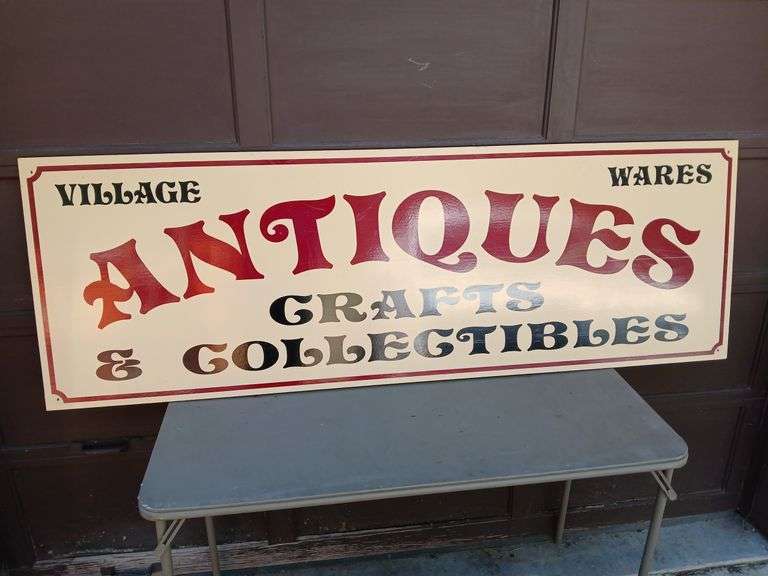 VILLAGE WARES
ANTIQUES
CRAFTS
& COLLECTIBLES